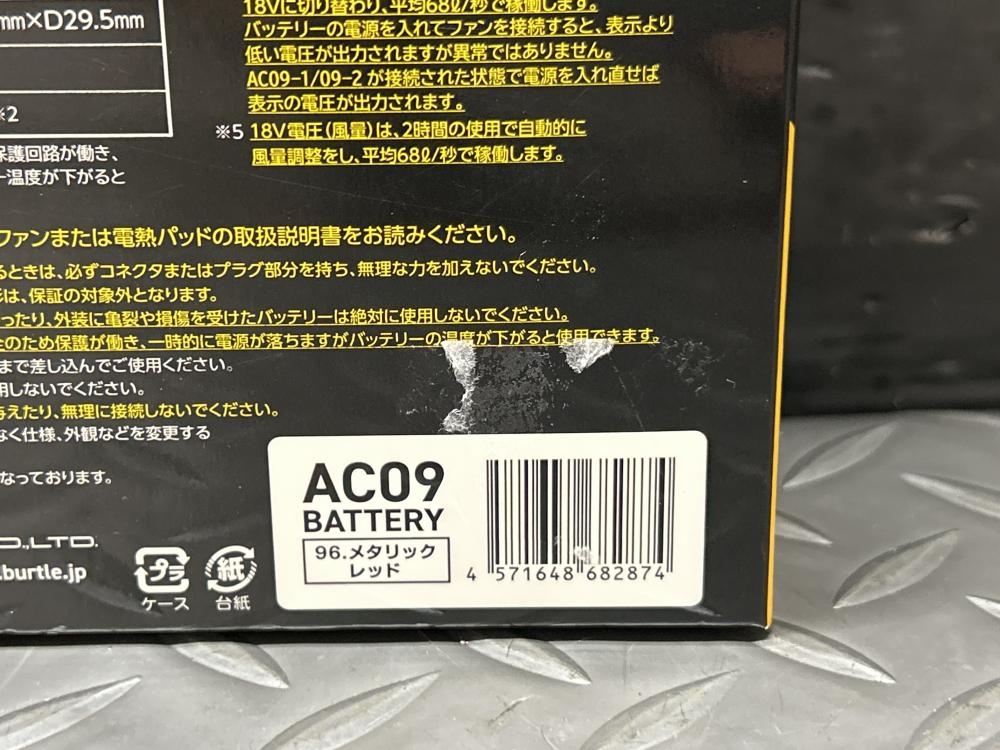 mm×D29.5mm
※2
保護回路が働き、
温度が下がると
18Vに切り替わり、平均68ℓ/秒で稼働します。
バッテリーの電源を入れてファンを接続すると、表示より
低い電圧が出力されますが異常ではありません。
AC09-1/09-2が接続された状態で電源を入れ直せば
表示の電圧が出力されます。
※5 18V電圧(風量)は、2時間の使用で自動的に
風量調整をし、平均68ℓ/秒で稼働します。
ファンまたは電熱パッドの取扱説明書をお読みください。
るときは、必ずコネクタまたはプラグ部分を持ち、無理な力を加えないでください。
は、保証の対象外となります。
ったり、外装に亀裂や損傷を受けたバッテリーは絶対に使用しないでください。
のため保護が働き、一時的に電源が落ちますがバッテリーの温度が下がると使用できます。
まで差し込んでご使用ください。
用しないでください。
与えたり、無理に接続しないでください。
なく仕様、外観などを変更する
なっております。
O.,LTD.
.burtle.jp
プラ
ケース
紙
台紙
AC09
BATTERY
96.メタリック
レッド
4 571648 682874